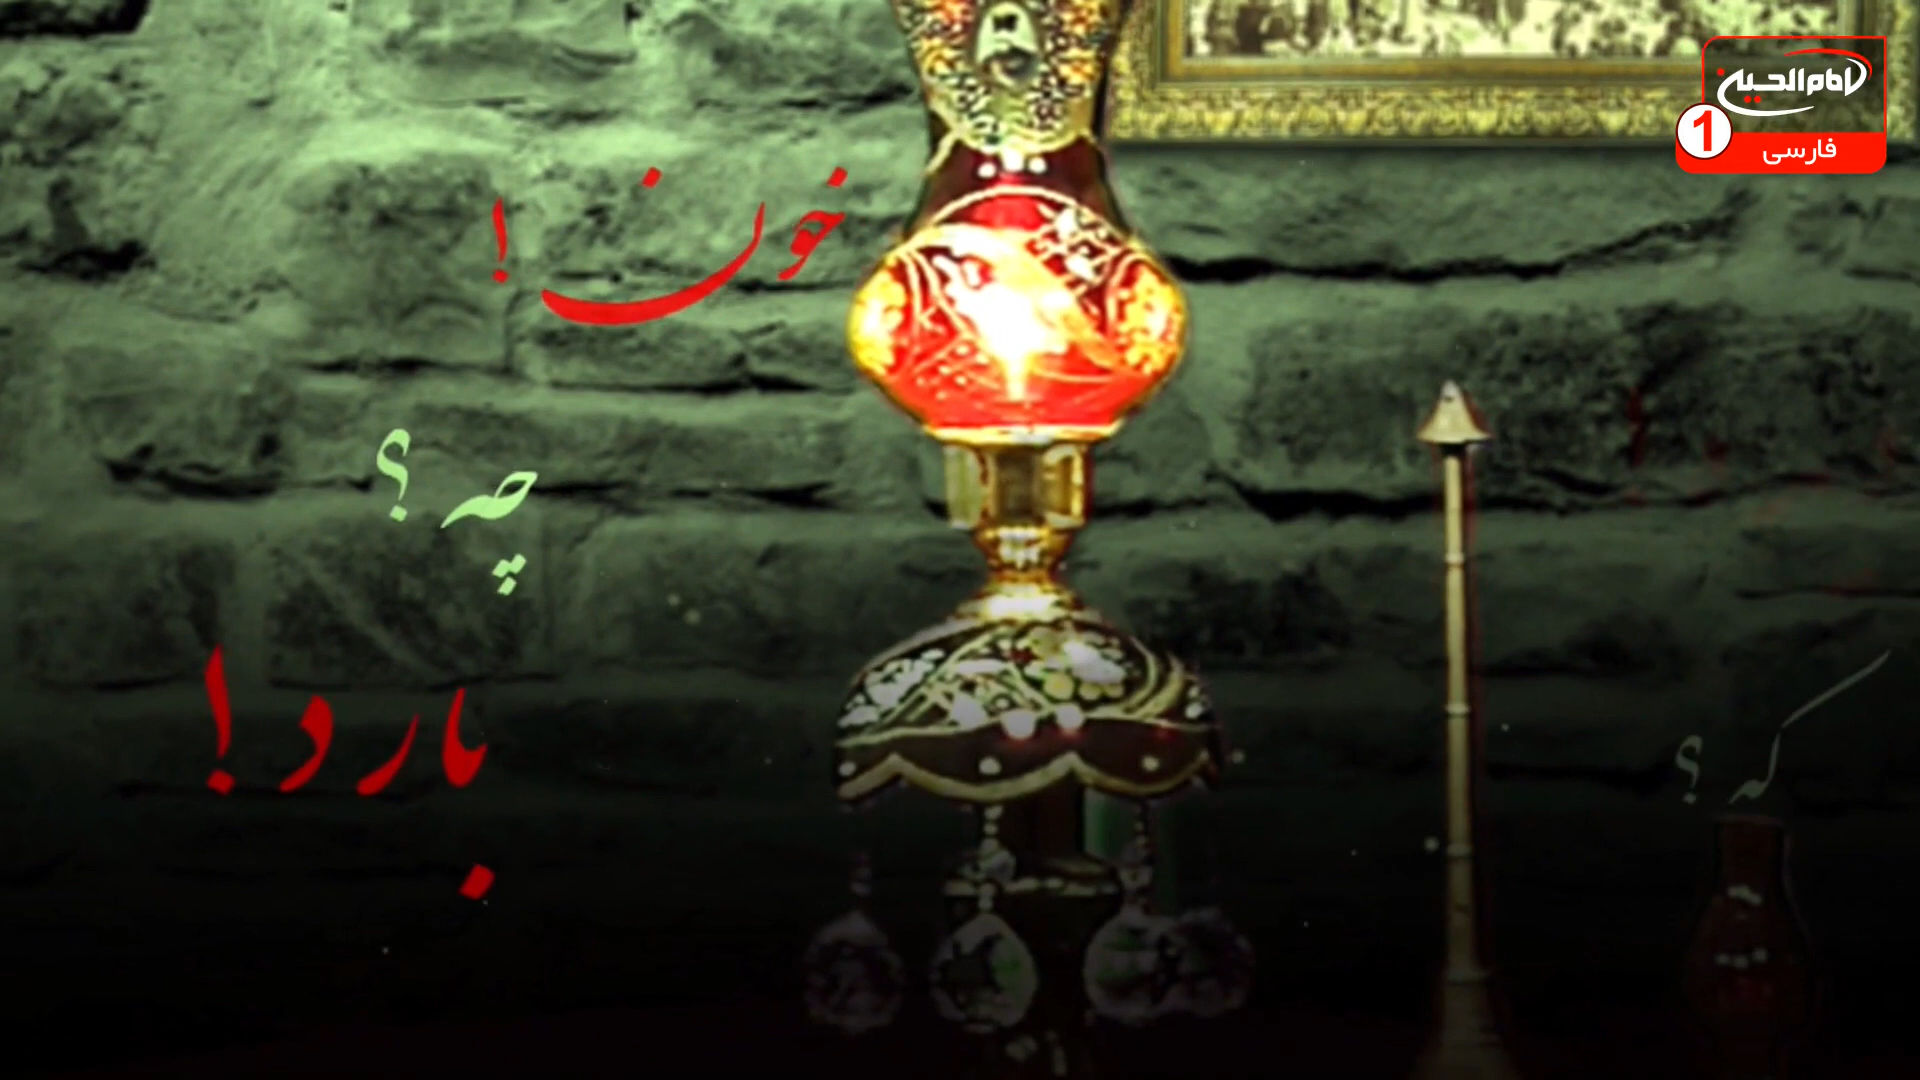 امام الحسین
1
فارسی
خون !
چه ؟
بارد !
که ؟